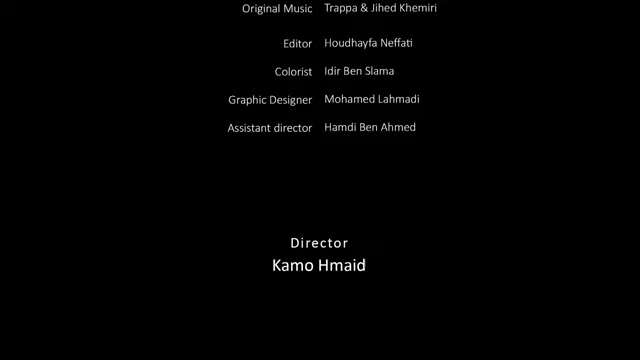 Original Music Trappa & Jihed Khemiri
Editor Houdhayfa Neffati
Colorist Idir Ben Slama
Graphic Designer Mohamed Lahmadi
Assistant director Hamdi Ben Ahmed
Director
Kamo Hmaid